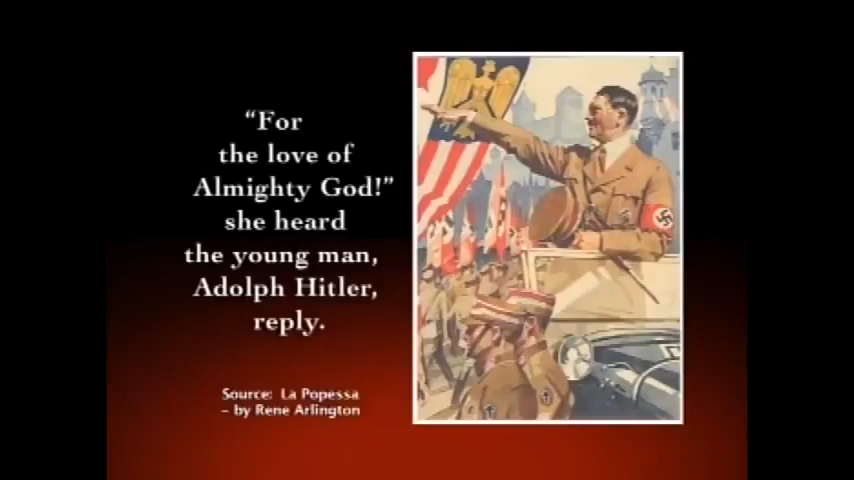 “For
the love of
Almighty God!”
she heard
the young man,
Adolph Hitler,
reply.
Source: La Popessa
– by Rene Arlington